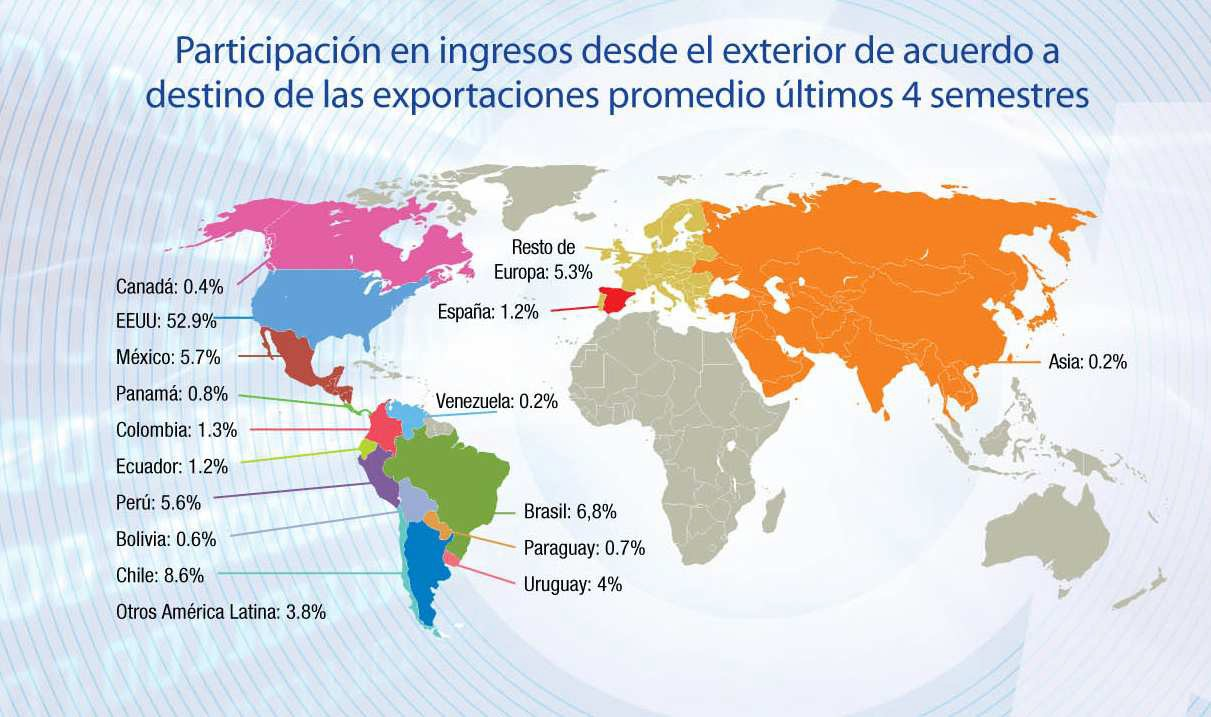 Participación en ingresos desde el exterior de acuerdo a
destino de las exportaciones promedio últimos 4 semestres
Resto de
Europa: 5.3%
Canadá: 0.4%
España: 1.2%
EEUU: 52.9%
México: 5.7%
Asia: 0.2%
Panamá: 0.8%
Venezuela: 0.2%
Colombia: 1.3%
Ecuador: 1.2%
Perú: 5.6%
Brasil: 6,8%
Bolivia: 0.6%
Paraguay: 0.7%
Chile: 8.6%
Uruguay: 4%
Otros América Latina: 3.8%